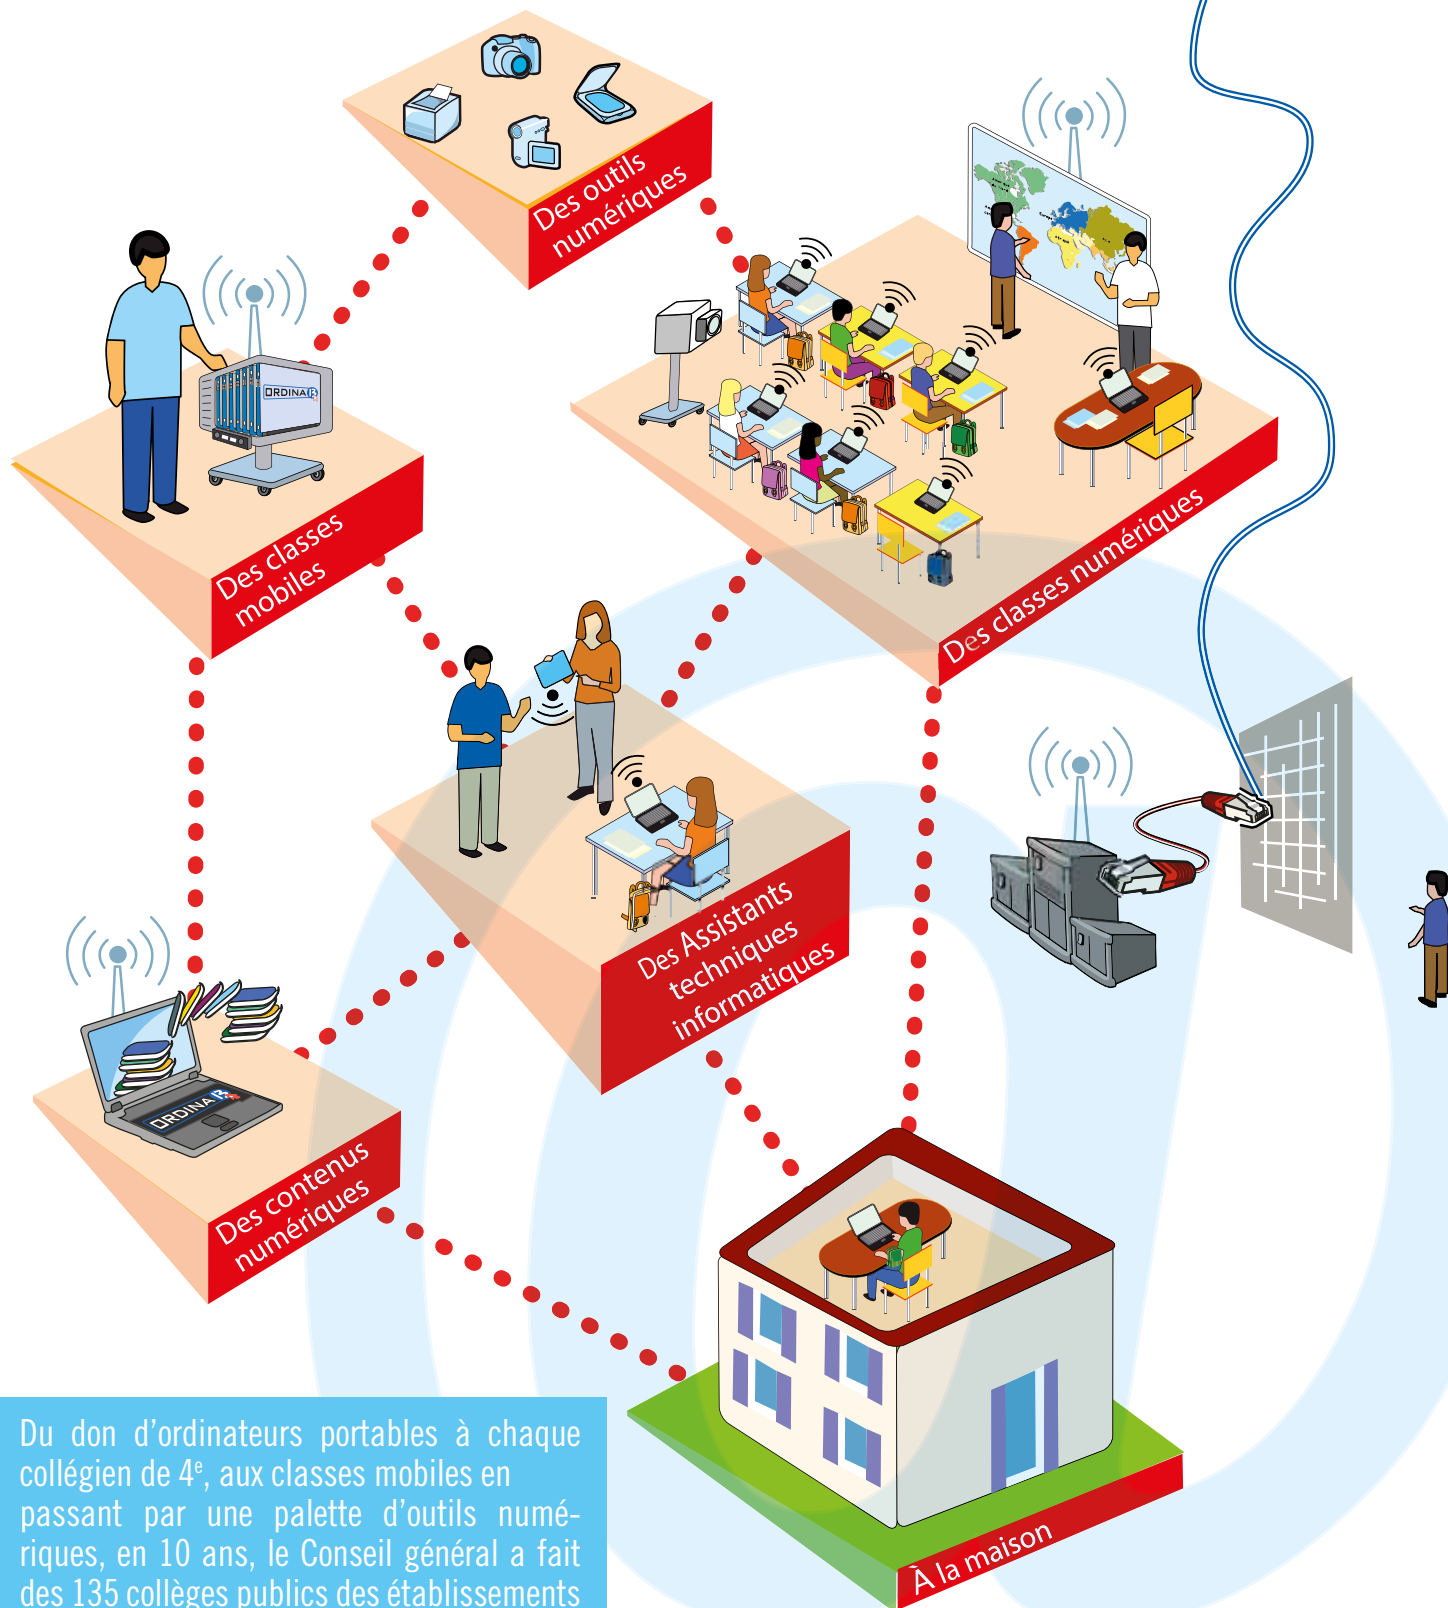 Des outils
numériques
ORDINA13
Des classes
mobiles
Des classes numériques
Des Assistants
techniques
informatiques
ORDINA13
Des contenus
numériques
À la maison
Du don d’ordinateurs portables à chaque
collégien de 4e, aux classes mobiles en
passant par une palette d’outils numé-
riques, en 10 ans, le Conseil général a fait
des 135 collèges publics des établissements